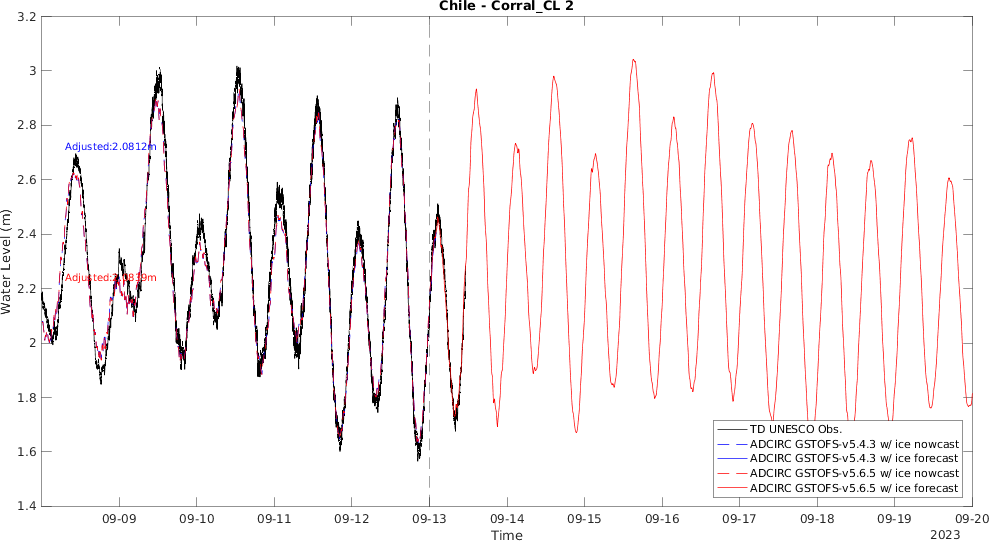 Chile - Corral_CL 2
3.2
3
2.8
2.6
2.4
2.2
2
1.8
1.6
1.4
Water Level (m)
Adjusted:2.0812m
TD UNESCO Obs.
ADCIRC GSTOFS-v5.4.3 w/ ice nowcast
ADCIRC GSTOFS-v5.4.3 w/ ice forecast
ADCIRC GSTOFS-v5.6.5 w/ ice nowcast
ADCIRC GSTOFS-v5.6.5 w/ ice forecast
09-09 09-10 09-11 09-12 09-13 09-14 09-15 09-16 09-17 09-18 09-19 09-20
Time
2023